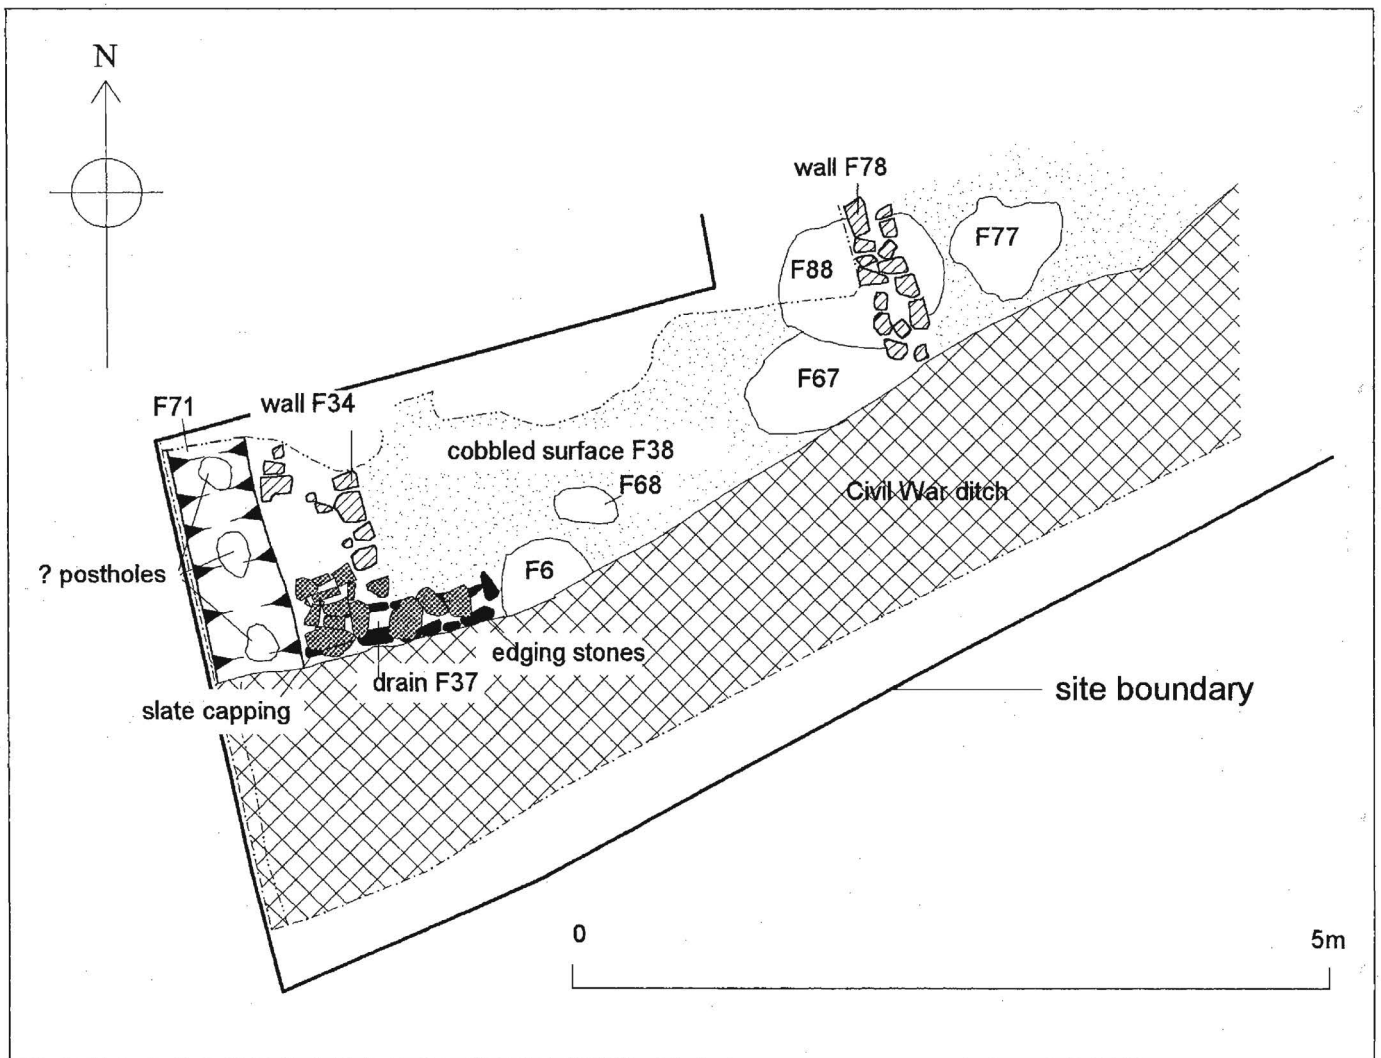 N
wall F78
F77
F88
F67
F71
wall F34
cobbled surface F38
F68
Civil War ditch
? postholes
F6
edging stones
drain F37
slate capping
site boundary
0
5m